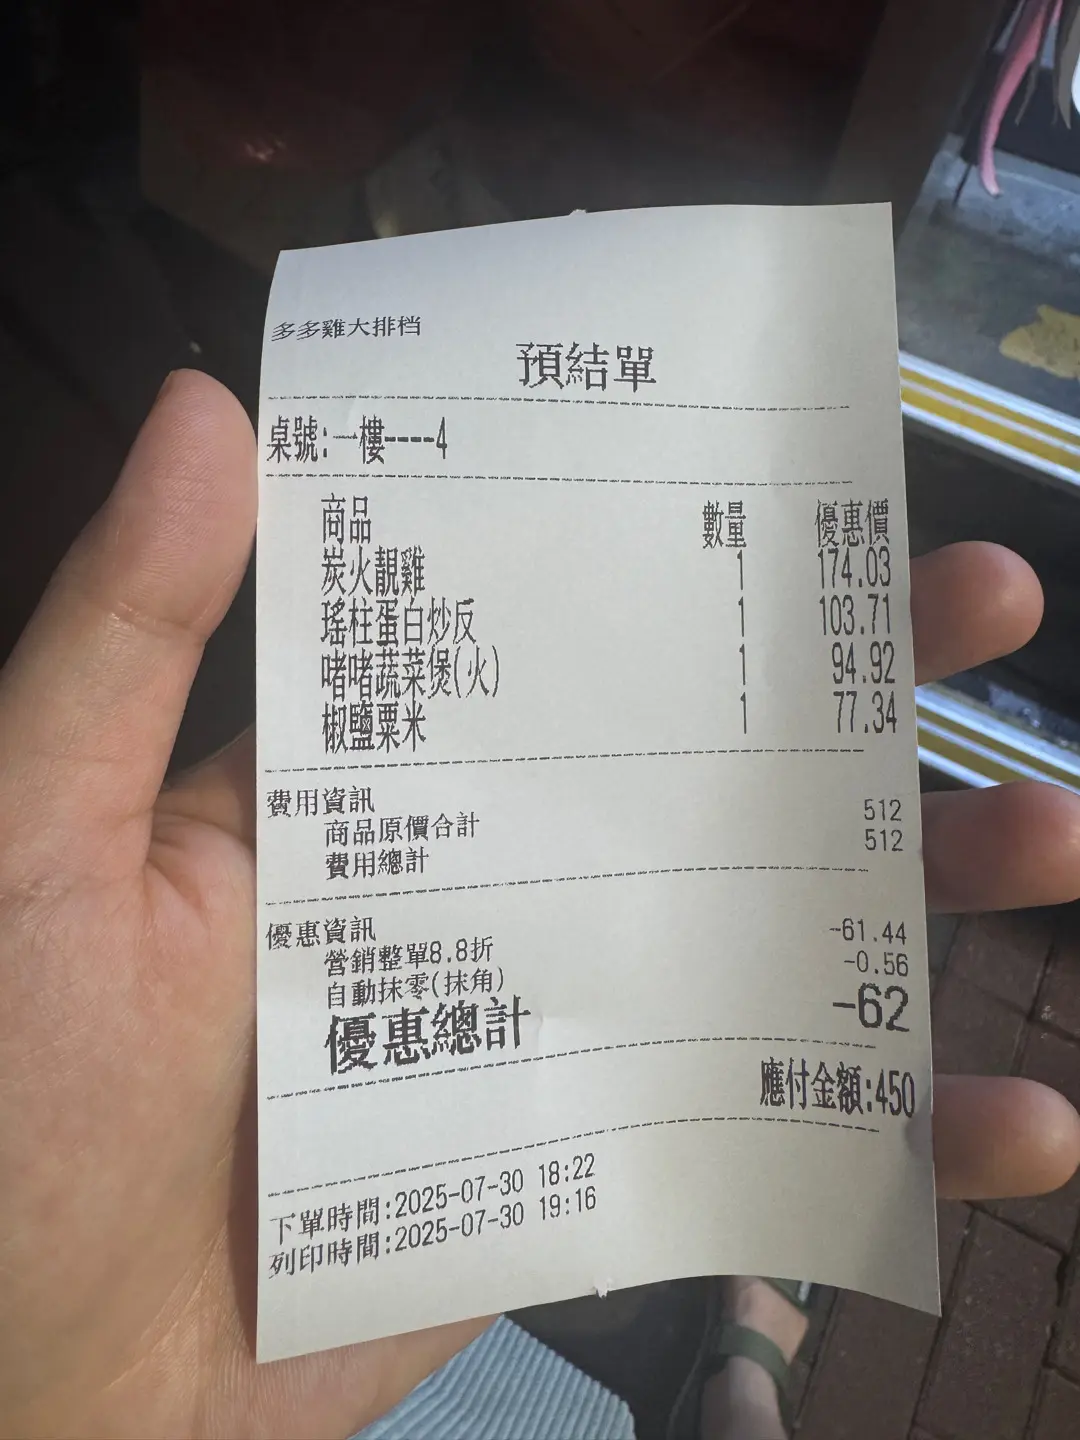 多多雞大排档
預結單
桌號:一樓----4
商品 數量 優惠價
炭火靚雞 1 174.03
瑤柱蛋白炒反 1 103.71
啫啫蔬菜煲(火) 1 94.92
椒鹽粟米 1 77.34
費用資訊
商品原價合計 512
費用總計 512
優惠資訊
營銷整單8.8折 -61.44
自動抹零(抹角) -0.56
優惠總計 -62
應付金額:450
下單時間:2025-07-30 18:22
列印時間:2025-07-30 19:16